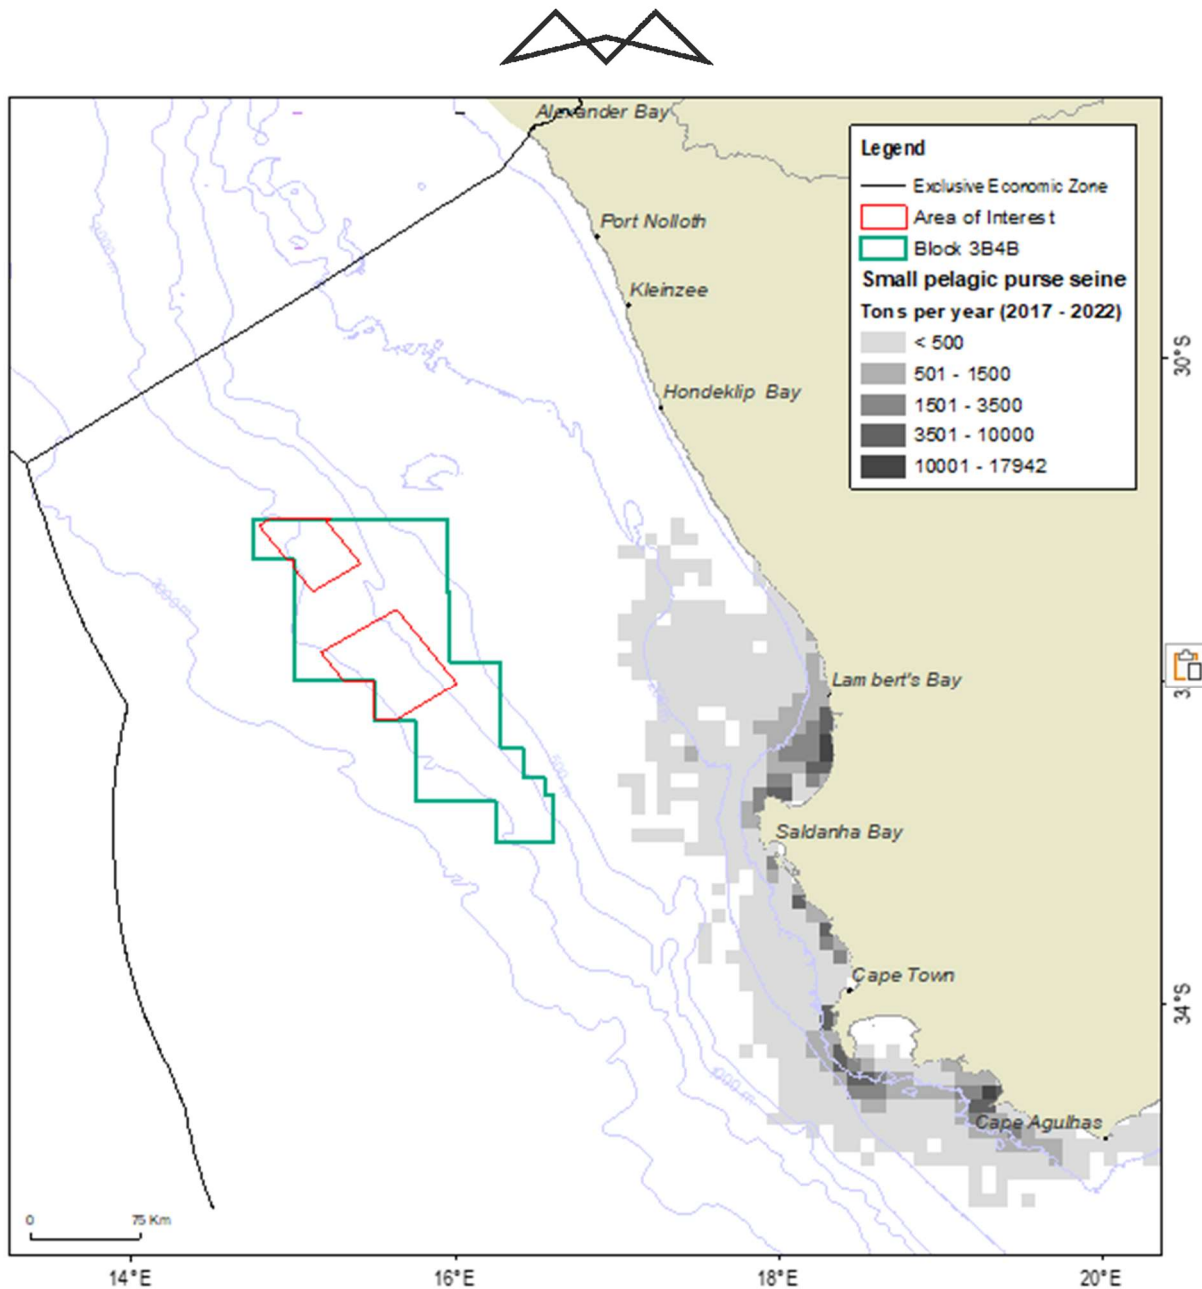 Alexander Bay
Legend
Exclusive Economic Zone
Area of Interest
Block 3B4B
Small pelagic purse seine
Tons per year (2017 - 2022)
< 500
501 - 1500
1501 - 3500
3501 - 10000
10001 - 17942
Port Nolloth
Kleinzee
Hondeklip Bay
30°S
Lambert's Bay
500 m
Saldanha Bay
Cape Town
34°S
Cape Agulhas
0 75 Km
14°E 16°E 18°E 20°E